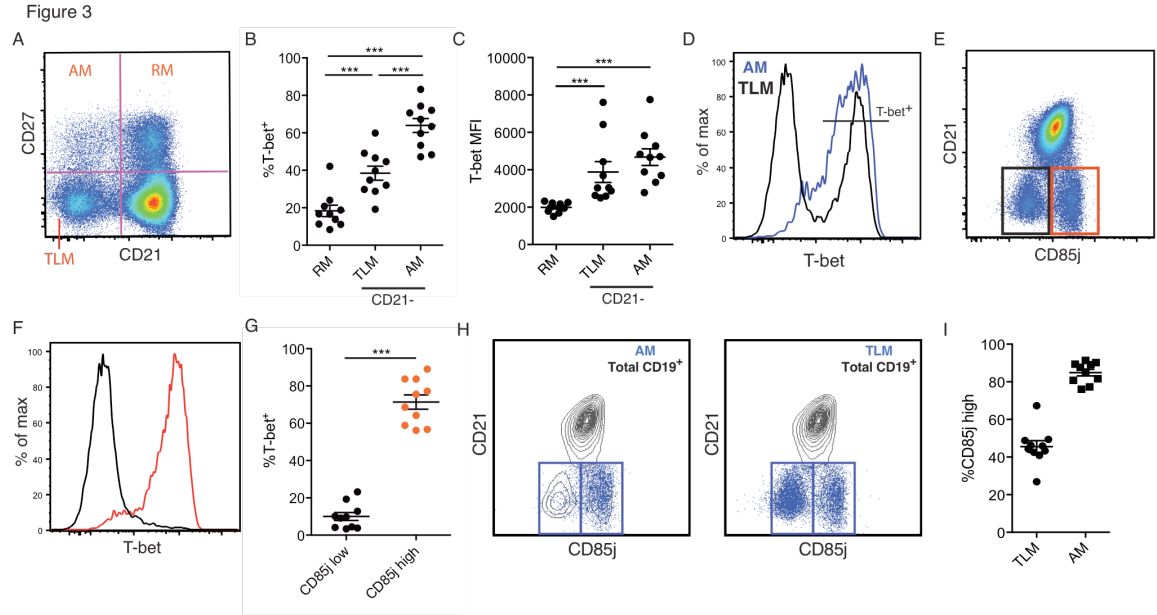 Figure 3
A
AM
RM
CD27
CD21
TLM
B
100
80
60
40
20
0
%T-bet+
***
***
***
RM
TLM
AM
CD21-
C
10000
8000
6000
4000
2000
0
T-bet MFI
***
***
RM
TLM
AM
CD21-
D
100
80
60
40
20
0
% of max
AM
TLM
T-bet+
T-bet
E
CD21
CD85j
F
100
80
60
40
20
0
% of max
T-bet
G
100
80
60
40
20
0
%T-bet+
***
CD85j low
CD85j high
H
AM
Total CD19+
CD21
CD85j
TLM
Total CD19+
CD21
CD85j
I
100
80
60
40
20
0
%CD85j high
TLM
AM